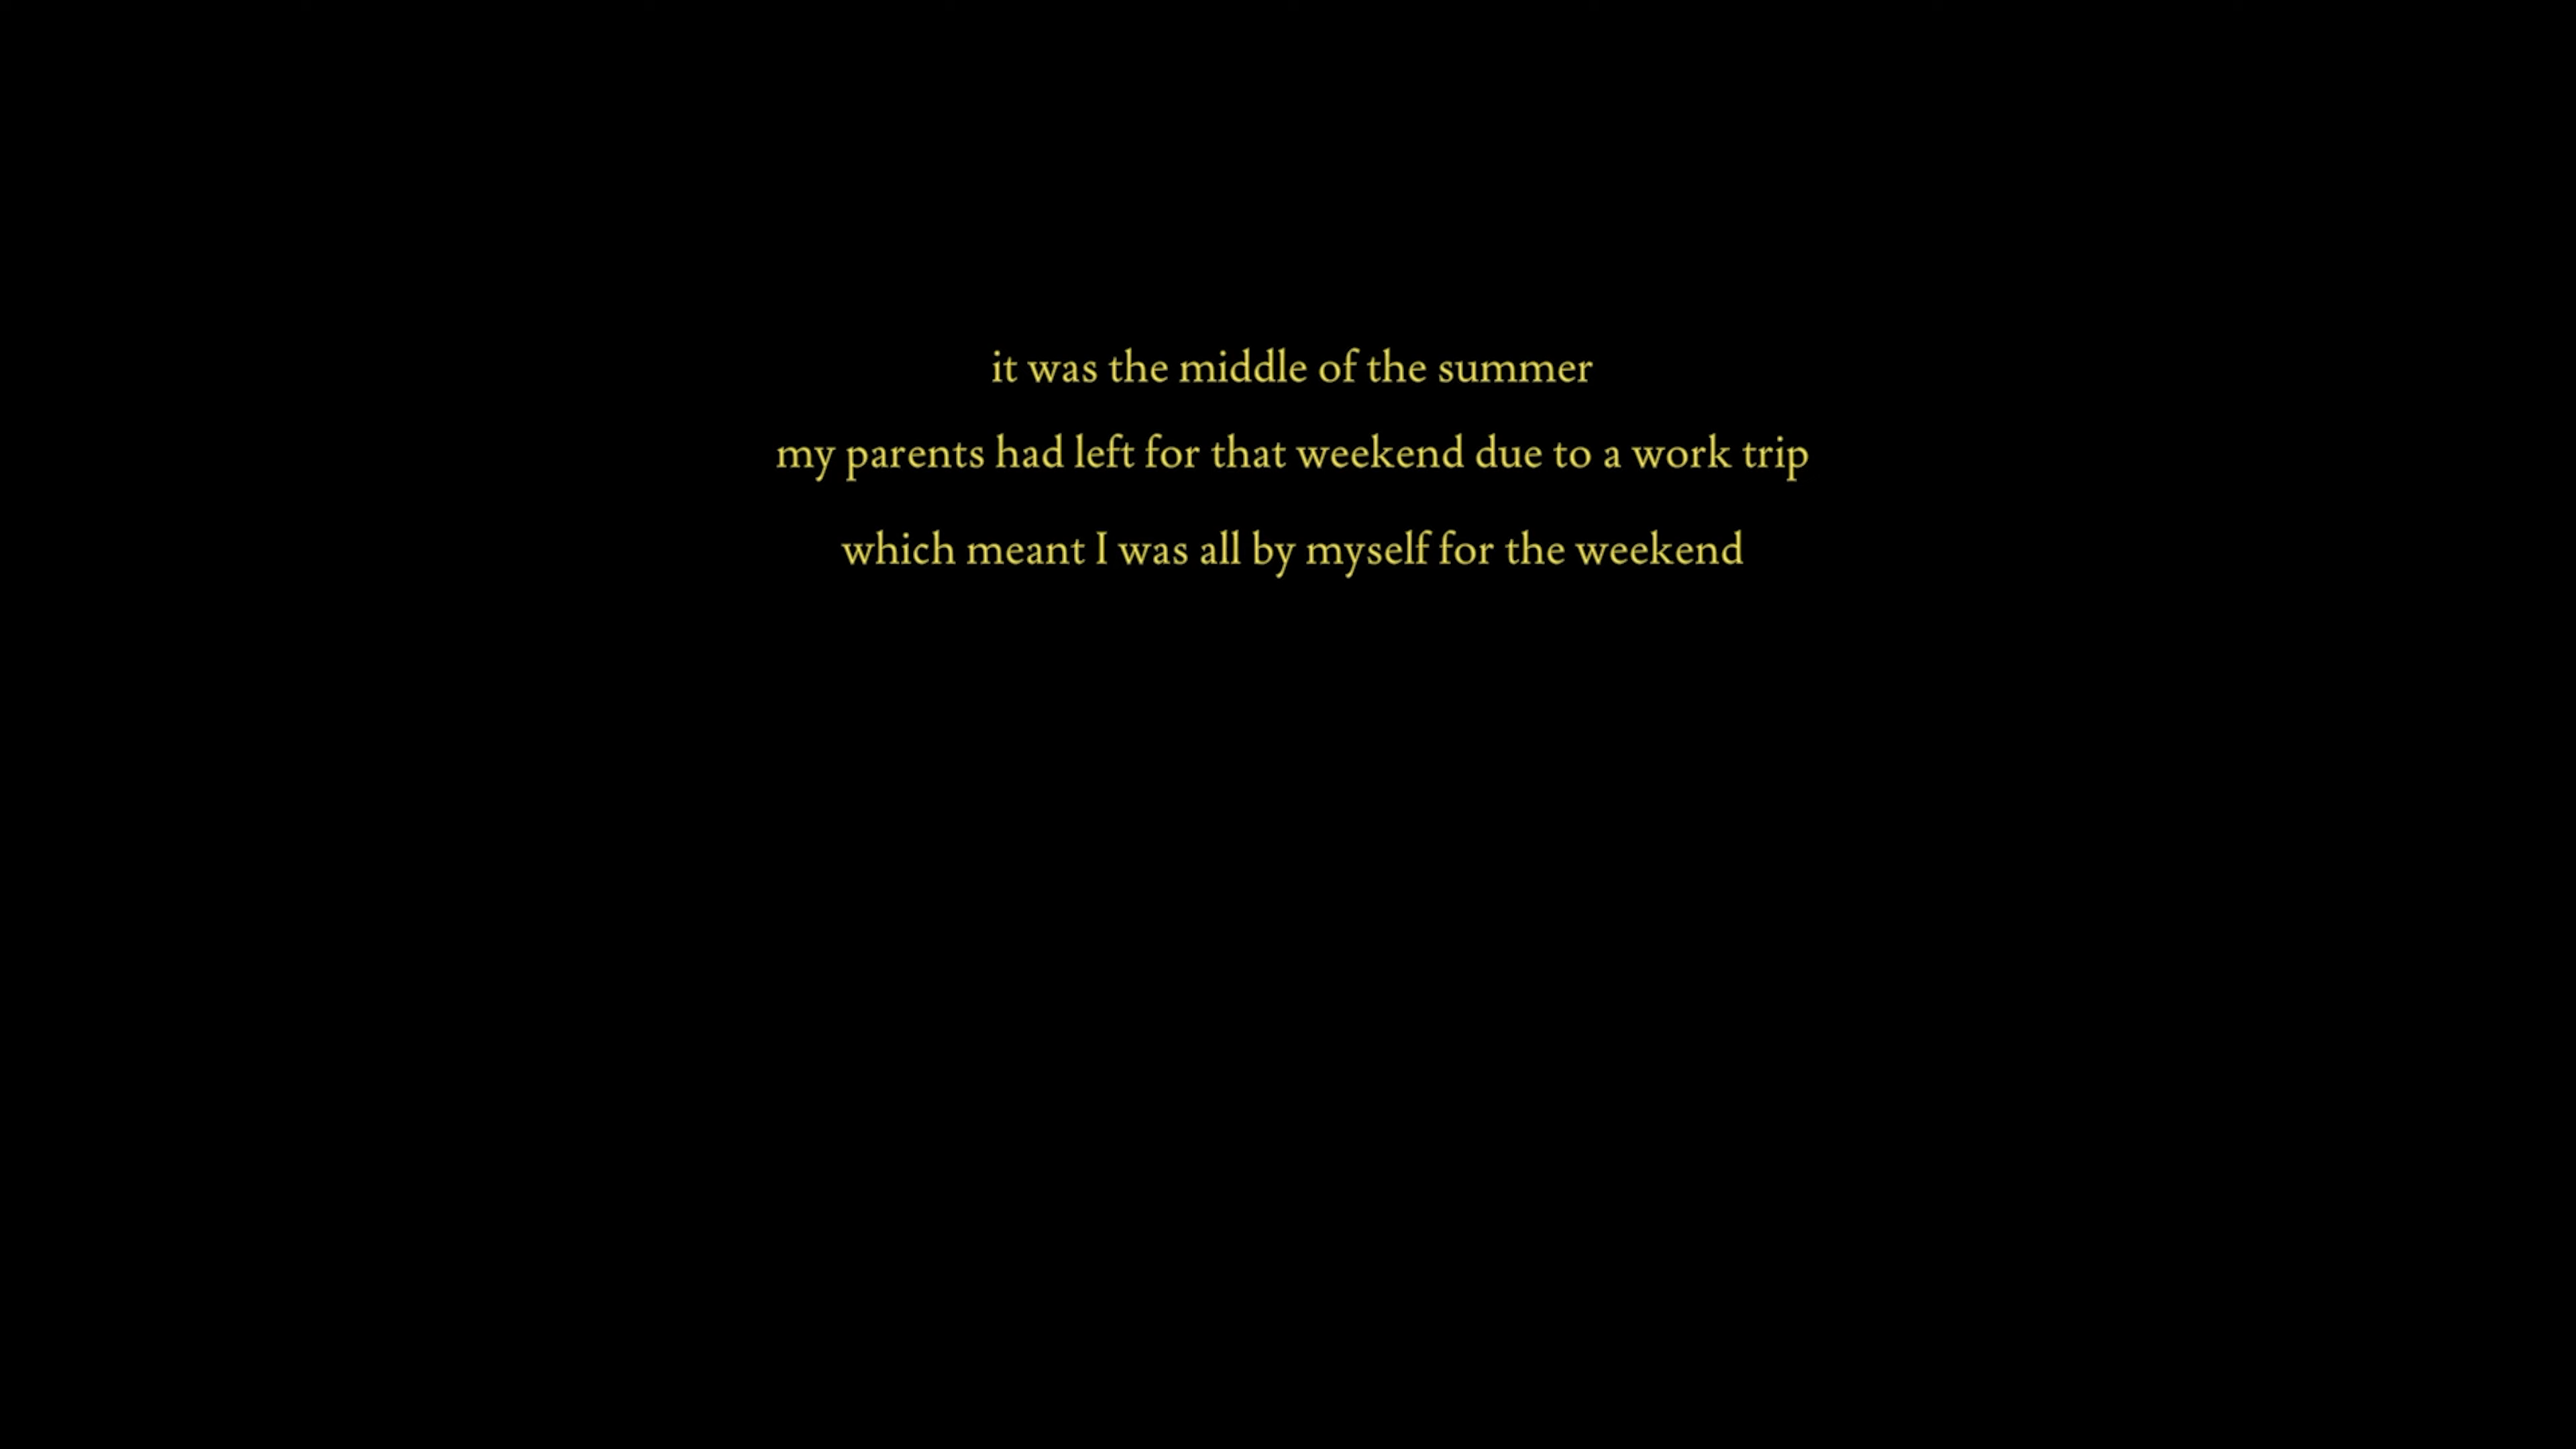 it was the middle of the summer
my parents had left for that weekend due to a work trip
which meant I was all by myself for the weekend